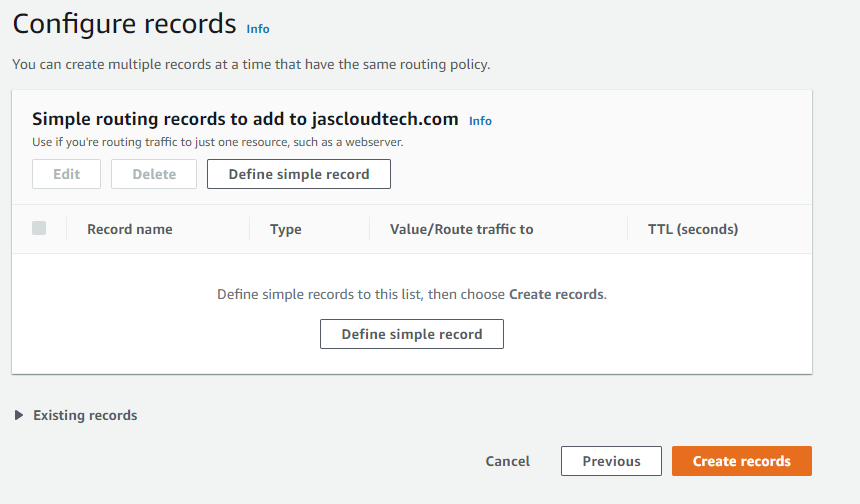 Configure records Info
You can create multiple records at a time that have the same routing policy.
Simple routing records to add to jascloudtech.com Info
Use if you're routing traffic to just one resource, such as a webserver.
Edit Delete Define simple record
Record name Type Value/Route traffic to TTL (seconds)
Define simple records to this list, then choose Create records.
Define simple record
Existing records
Cancel Previous Create records